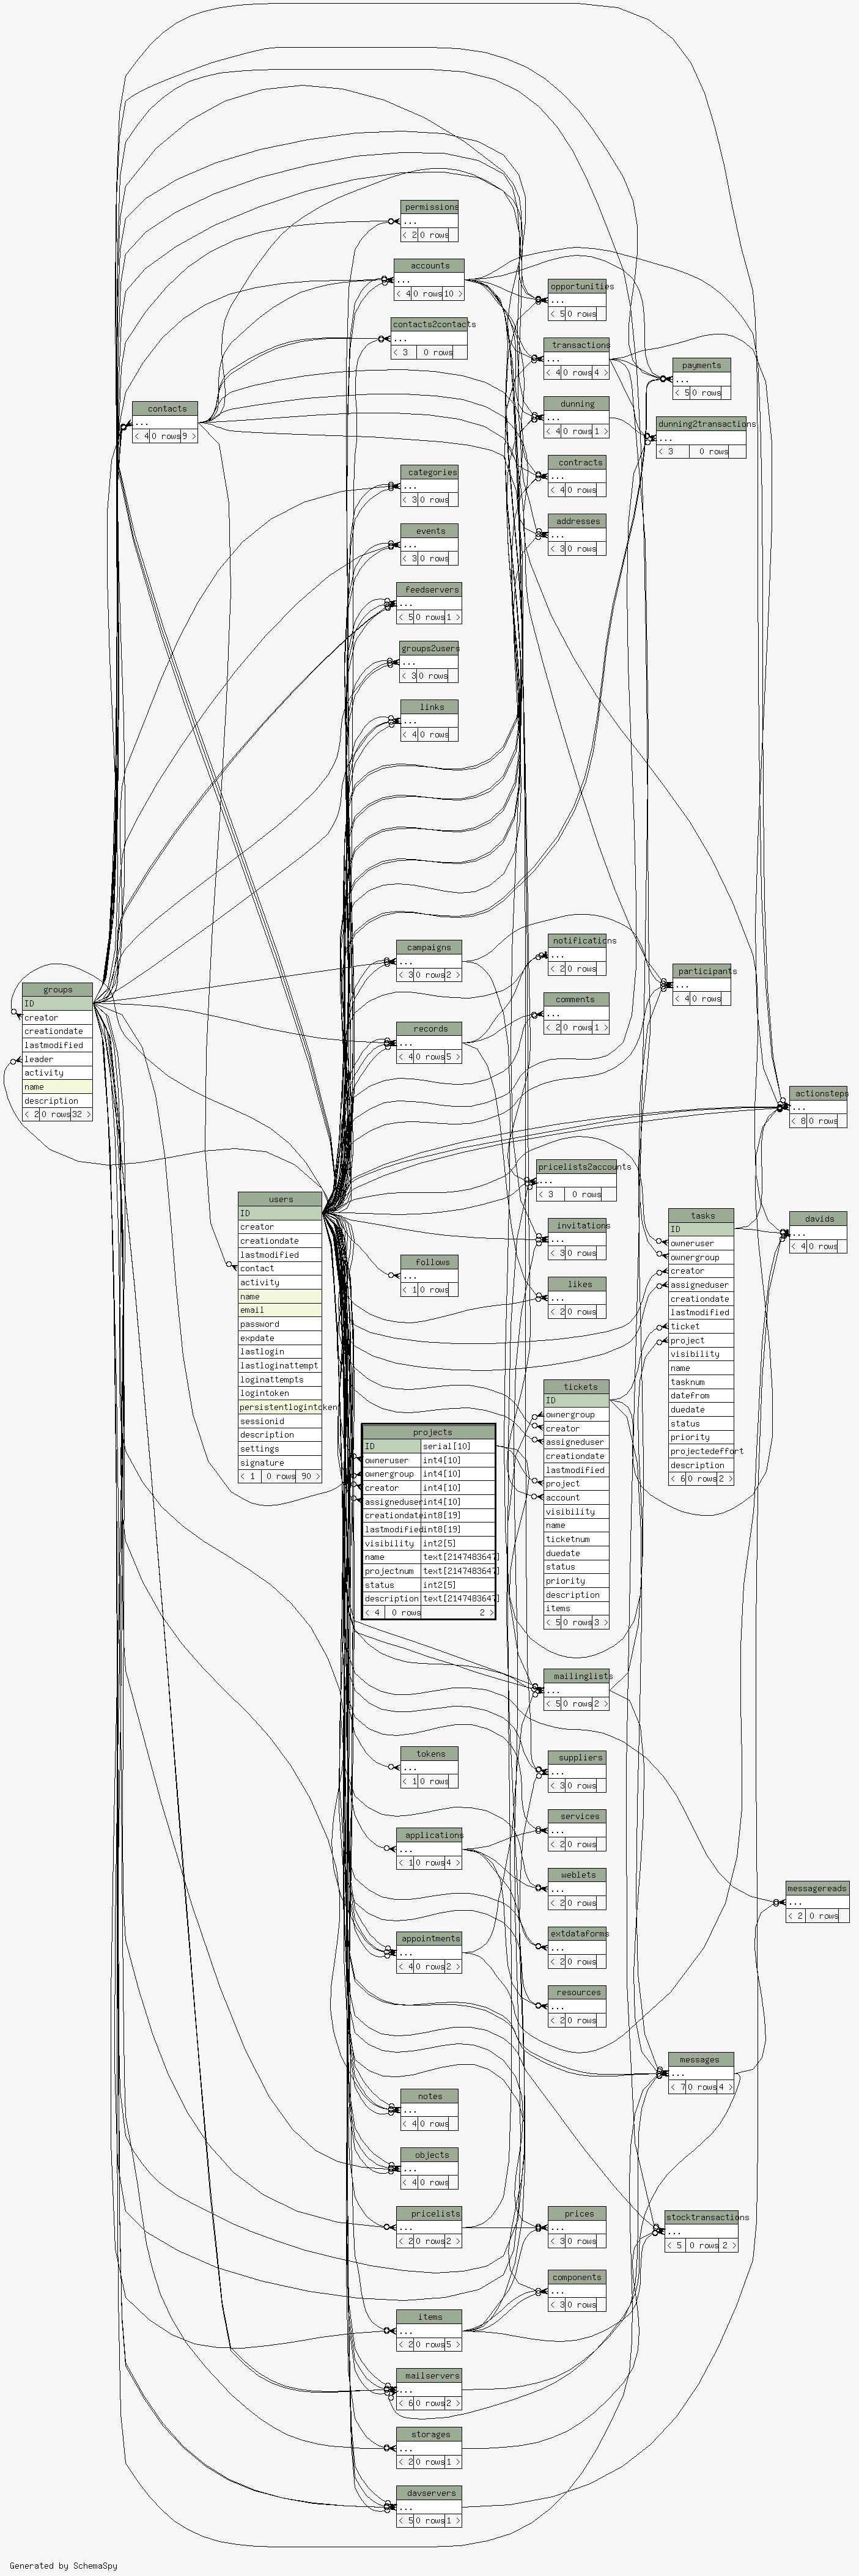 permissions
...
< 2 0 rows
accounts
...
< 4 0 rows 10 >
contacts2contacts
...
< 3 0 rows
opportunities
...
< 5 0 rows
transactions
...
< 4 0 rows 4 >
payments
...
< 5 0 rows
contacts
...
< 4 0 rows 9 >
dunning
...
< 4 0 rows 1 >
dunning2transactions
...
< 3 0 rows
contracts
...
< 4 0 rows
categories
...
< 3 0 rows
addresses
...
< 3 0 rows
events
...
< 3 0 rows
feedservers
...
< 5 0 rows 1 >
groups2users
...
< 3 0 rows
links
...
< 4 0 rows
campaigns
...
< 3 0 rows 2 >
notifications
...
< 2 0 rows
participants
...
< 4 0 rows
groups
ID
creator
creationdate
lastmodified
leader
activity
name
description
< 2 0 rows 32 >
comments
...
< 2 0 rows 1 >
records
...
< 4 0 rows 5 >
actionsteps
...
< 8 0 rows
pricelists2accounts
...
< 3 0 rows
users
ID
creator
creationdate
lastmodified
contact
activity
name
email
password
expdate
lastlogin
lastloginattempt
loginattempts
logintoken
persistentlogintoken
sessionid
description
settings
signature
< 1 0 rows 90 >
invitations
...
< 3 0 rows
tasks
ID
owneruser
ownergroup
creator
assigneduser
creationdate
lastmodified
ticket
project
visibility
name
tasknum
datefrom
duedate
status
priority
projectedeffort
description
< 6 0 rows 2 >
davids
...
< 4 0 rows
follows
...
< 1 0 rows
likes
...
< 2 0 rows
tickets
ID
ownergroup
creator
assigneduser
creationdate
lastmodified
project
account
visibility
name
ticketnum
duedate
status
priority
description
items
< 5 0 rows 3 >
projects
ID serial[10]
owneruser int4[10]
ownergroup int4[10]
creator int4[10]
assigneduser int4[10]
creationdate int8[19]
lastmodified int8[19]
visibility int2[5]
name text[2147483647]
projectnum text[2147483647]
status int2[5]
description text[2147483647]
< 4 0 rows 2 >
mailinglists
...
< 5 0 rows 2 >
tokens
...
< 1 0 rows
suppliers
...
< 3 0 rows
services
...
< 2 0 rows
applications
...
< 1 0 rows 4 >
weblets
...
< 2 0 rows
messagereads
...
< 2 0 rows
extdataforms
...
< 2 0 rows
appointments
...
< 4 0 rows 2 >
resources
...
< 2 0 rows
messages
...
< 7 0 rows 4 >
notes
...
< 4 0 rows
objects
...
< 4 0 rows
pricelists
...
< 2 0 rows 2 >
prices
...
< 3 0 rows
stocktransactions
...
< 5 0 rows 2 >
components
...
< 3 0 rows
items
...
< 2 0 rows 5 >
mailservers
...
< 6 0 rows 2 >
storages
...
< 2 0 rows 1 >
davservers
...
< 5 0 rows 1 >
Generated by SchemaSpy